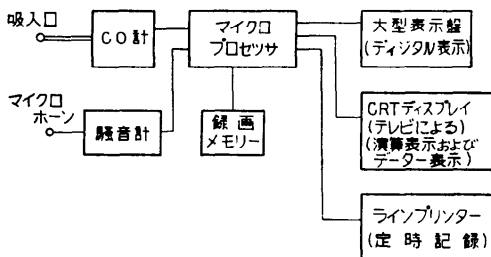 吸入口
CO計
マイクロ
プロセッサ
大型表示盤
(ディジタル表示)
マイクロ
ホーン
騒音計
録画
メモリー
CRTディスプレイ
(テレビによる)
(演算表示および
データー表示)
ラインプリンター
(定時記録)